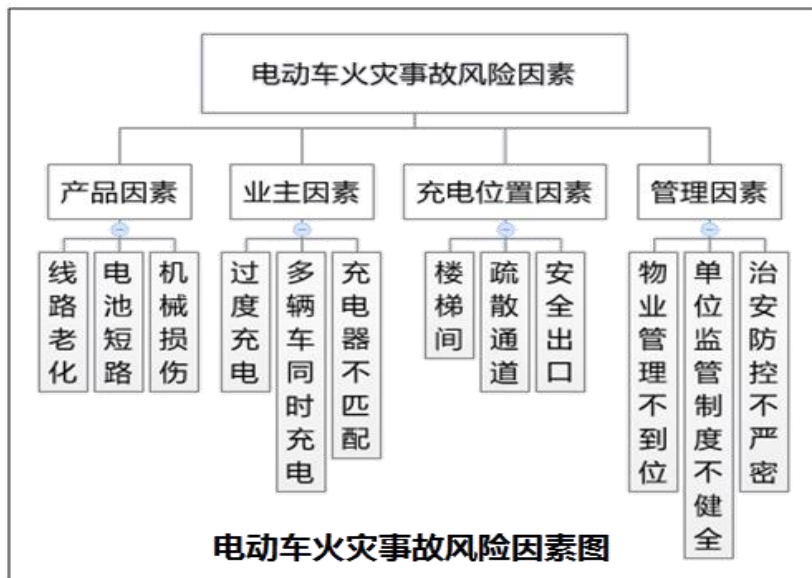 电动车火灾事故风险因素
产品因素
业主因素
充电位置因素
管理因素
线路老化
电池短路
机械损伤
过度充电
多辆车同时充电
充电器不匹配
楼梯间
疏散通道
安全出口
物业管理不到位
单位监管制度不健全
治安防控不严密
电动车火灾事故风险因素图